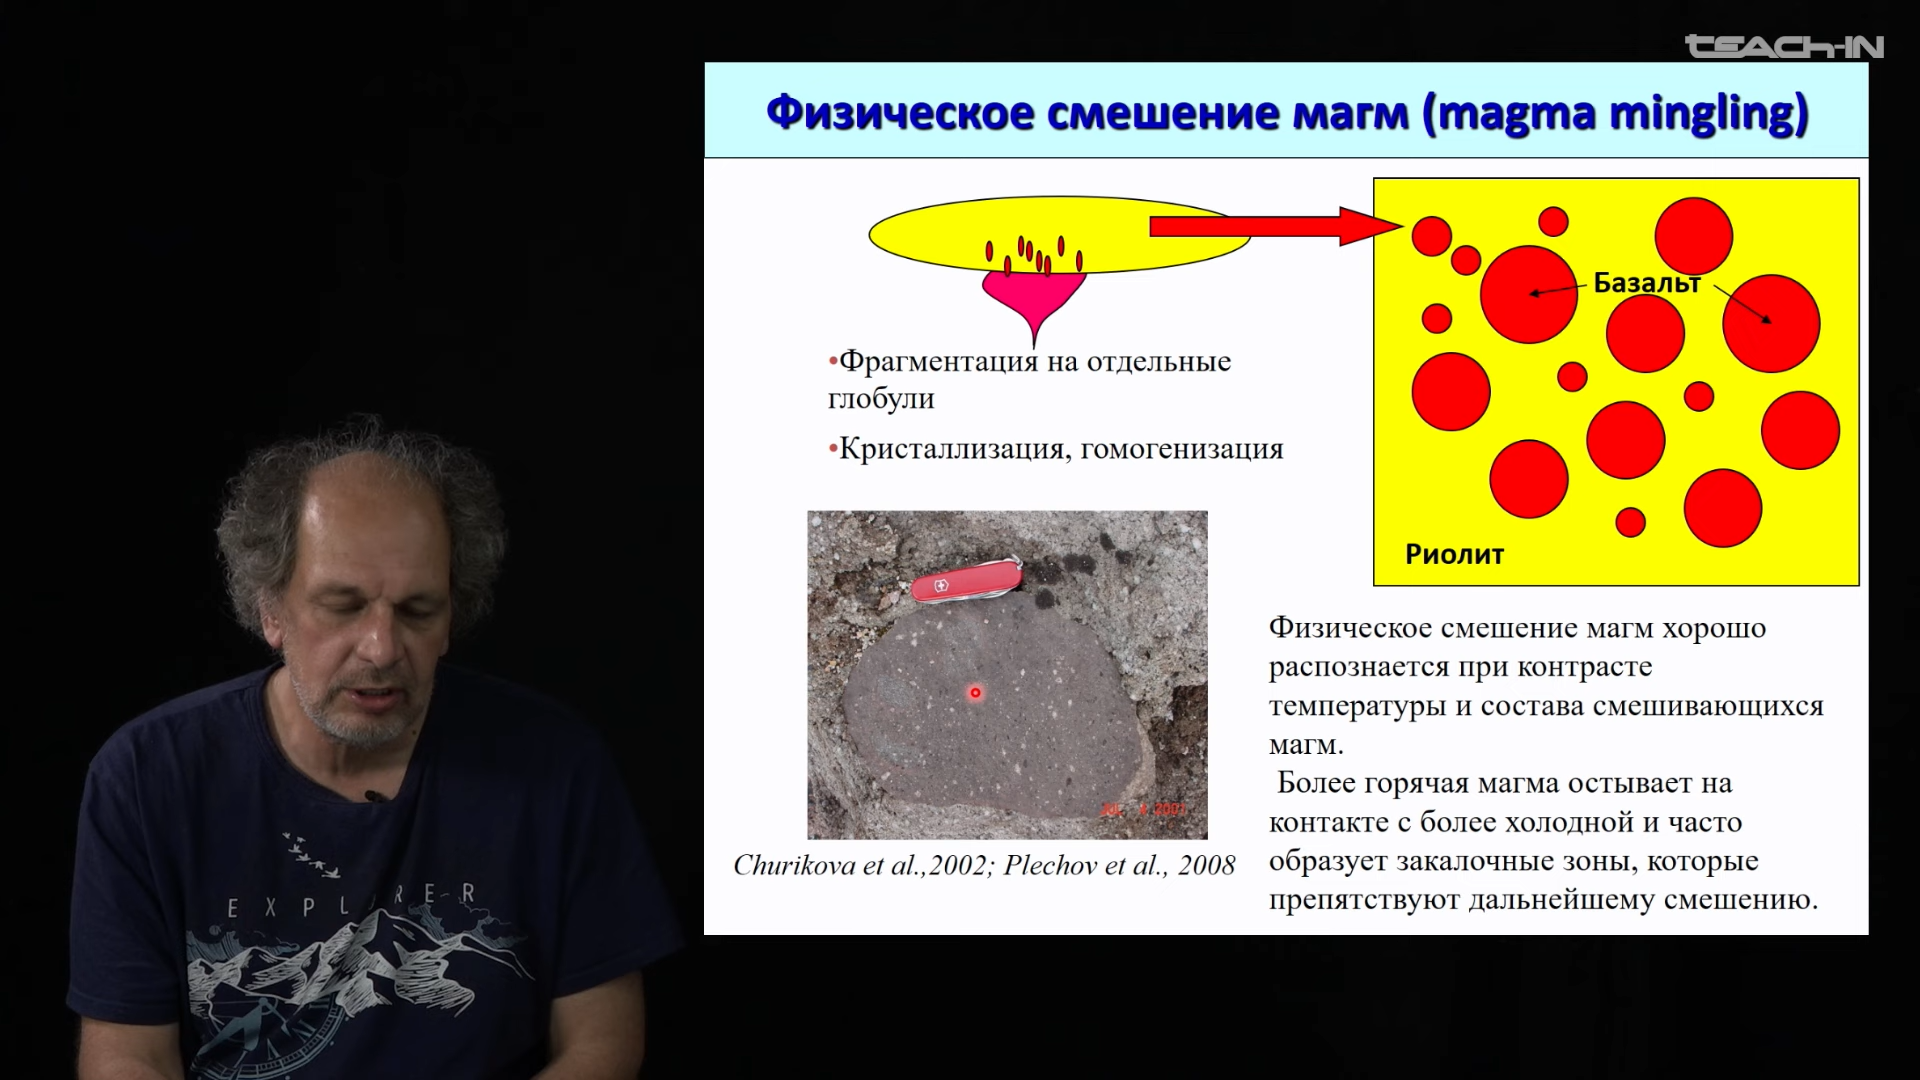 TEACH-IN
Физическое смешение магм (magma mingling)
Базальт
Риолит
•Фрагментация на отдельные
глобули
•Кристаллизация, гомогенизация
Churikova et al.,2002; Plechov et al., 2008
Физическое смешение магм хорошо
распознается при контрасте
температуры и состава смешивающихся
магм.
Более горячая магма остывает на
контакте с более холодной и часто
образует закалочные зоны, которые
препятствуют дальнейшему смешению.
EXPLORER